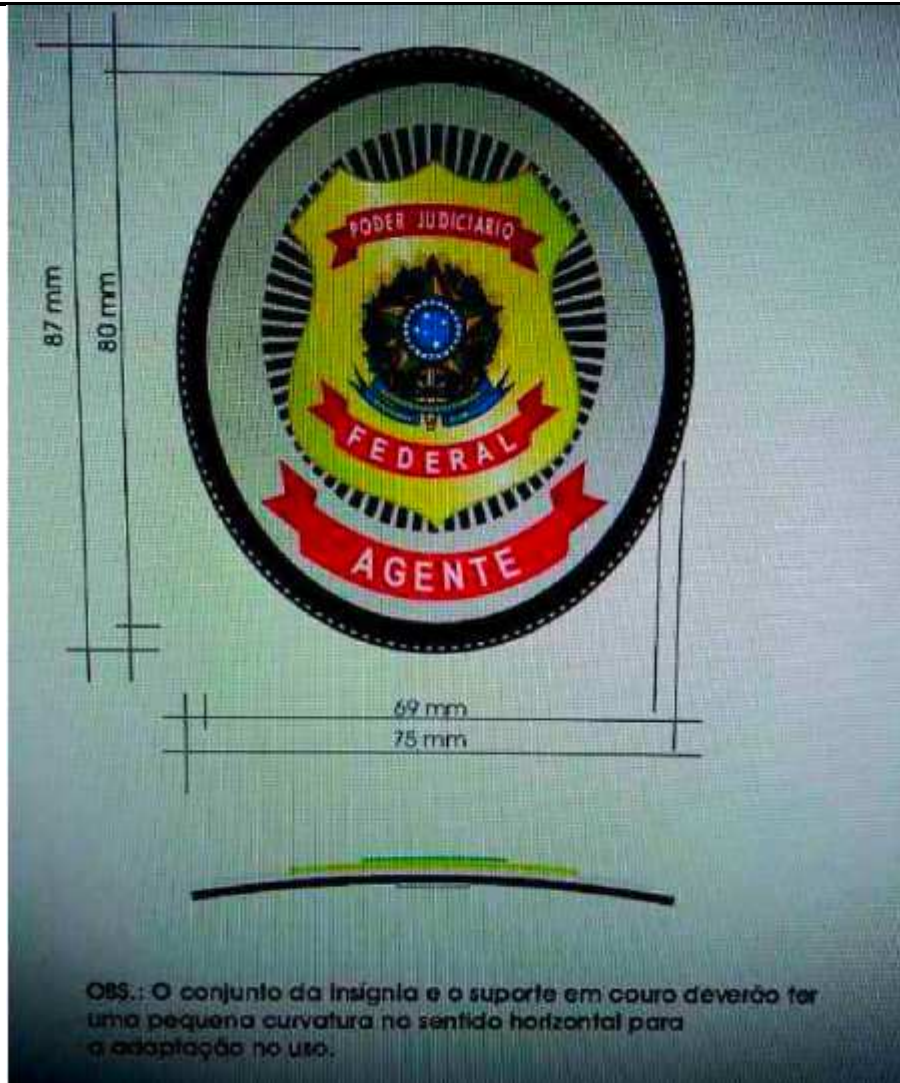 PODER JUDICIARIO
87 mm
80 mm
FEDERAL
AGENTE
69 mm
75 mm
OBS.: O conjunto da insígnia e o suporte em couro deverão ter
uma pequena curvatura no sentido horizontal para
a adaptação no uso.